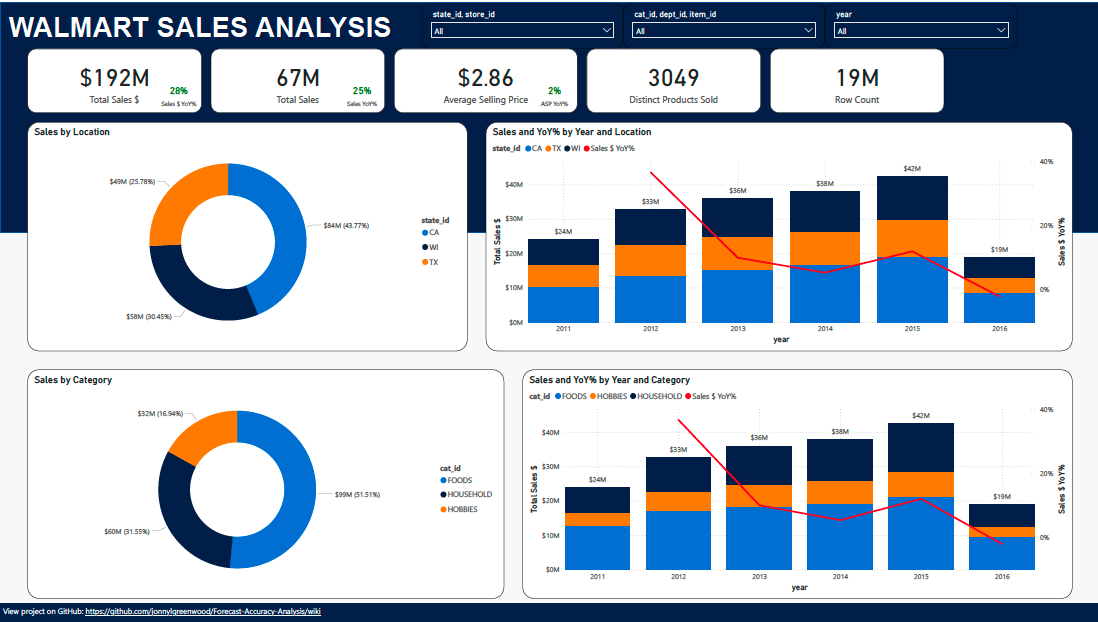 WALMART SALES ANALYSIS
state_id, store_id
All
cat_id, dept_id, item_id
All
year
All
$192M
Total Sales $
28%
Sales $ YoY%
67M
Total Sales
25%
Sales YoY%
$2.86
Average Selling Price
2%
ASP YoY%
3049
Distinct Products Sold
19M
Row Count
Sales by Location
$49M (25.78%)
$84M (43.77%)
$58M (30.45%)
state_id
CA
WI
TX
Sales and YoY% by Year and Location
state_id CA TX WI Sales $ YoY%
Total Sales $
$40M
$30M
$20M
$10M
$0M
$24M
$33M
$36M
$38M
$42M
$19M
40%
20%
0%
Sales $ YoY%
2011 2012 2013 2014 2015 2016
year
Sales by Category
$32M (16.94%)
$99M (51.51%)
$60M (31.55%)
cat_id
FOODS
HOUSEHOLD
HOBBIES
Sales and YoY% by Year and Category
cat_id FOODS HOBBIES HOUSEHOLD Sales $ YoY%
Total Sales $
$40M
$30M
$20M
$10M
$0M
$24M
$33M
$36M
$38M
$42M
$19M
40%
20%
0%
Sales $ YoY%
2011 2012 2013 2014 2015 2016
year
View project on GitHub: https://github.com/jonnylgreenwood/Forecast-Accuracy-Analysis/wiki